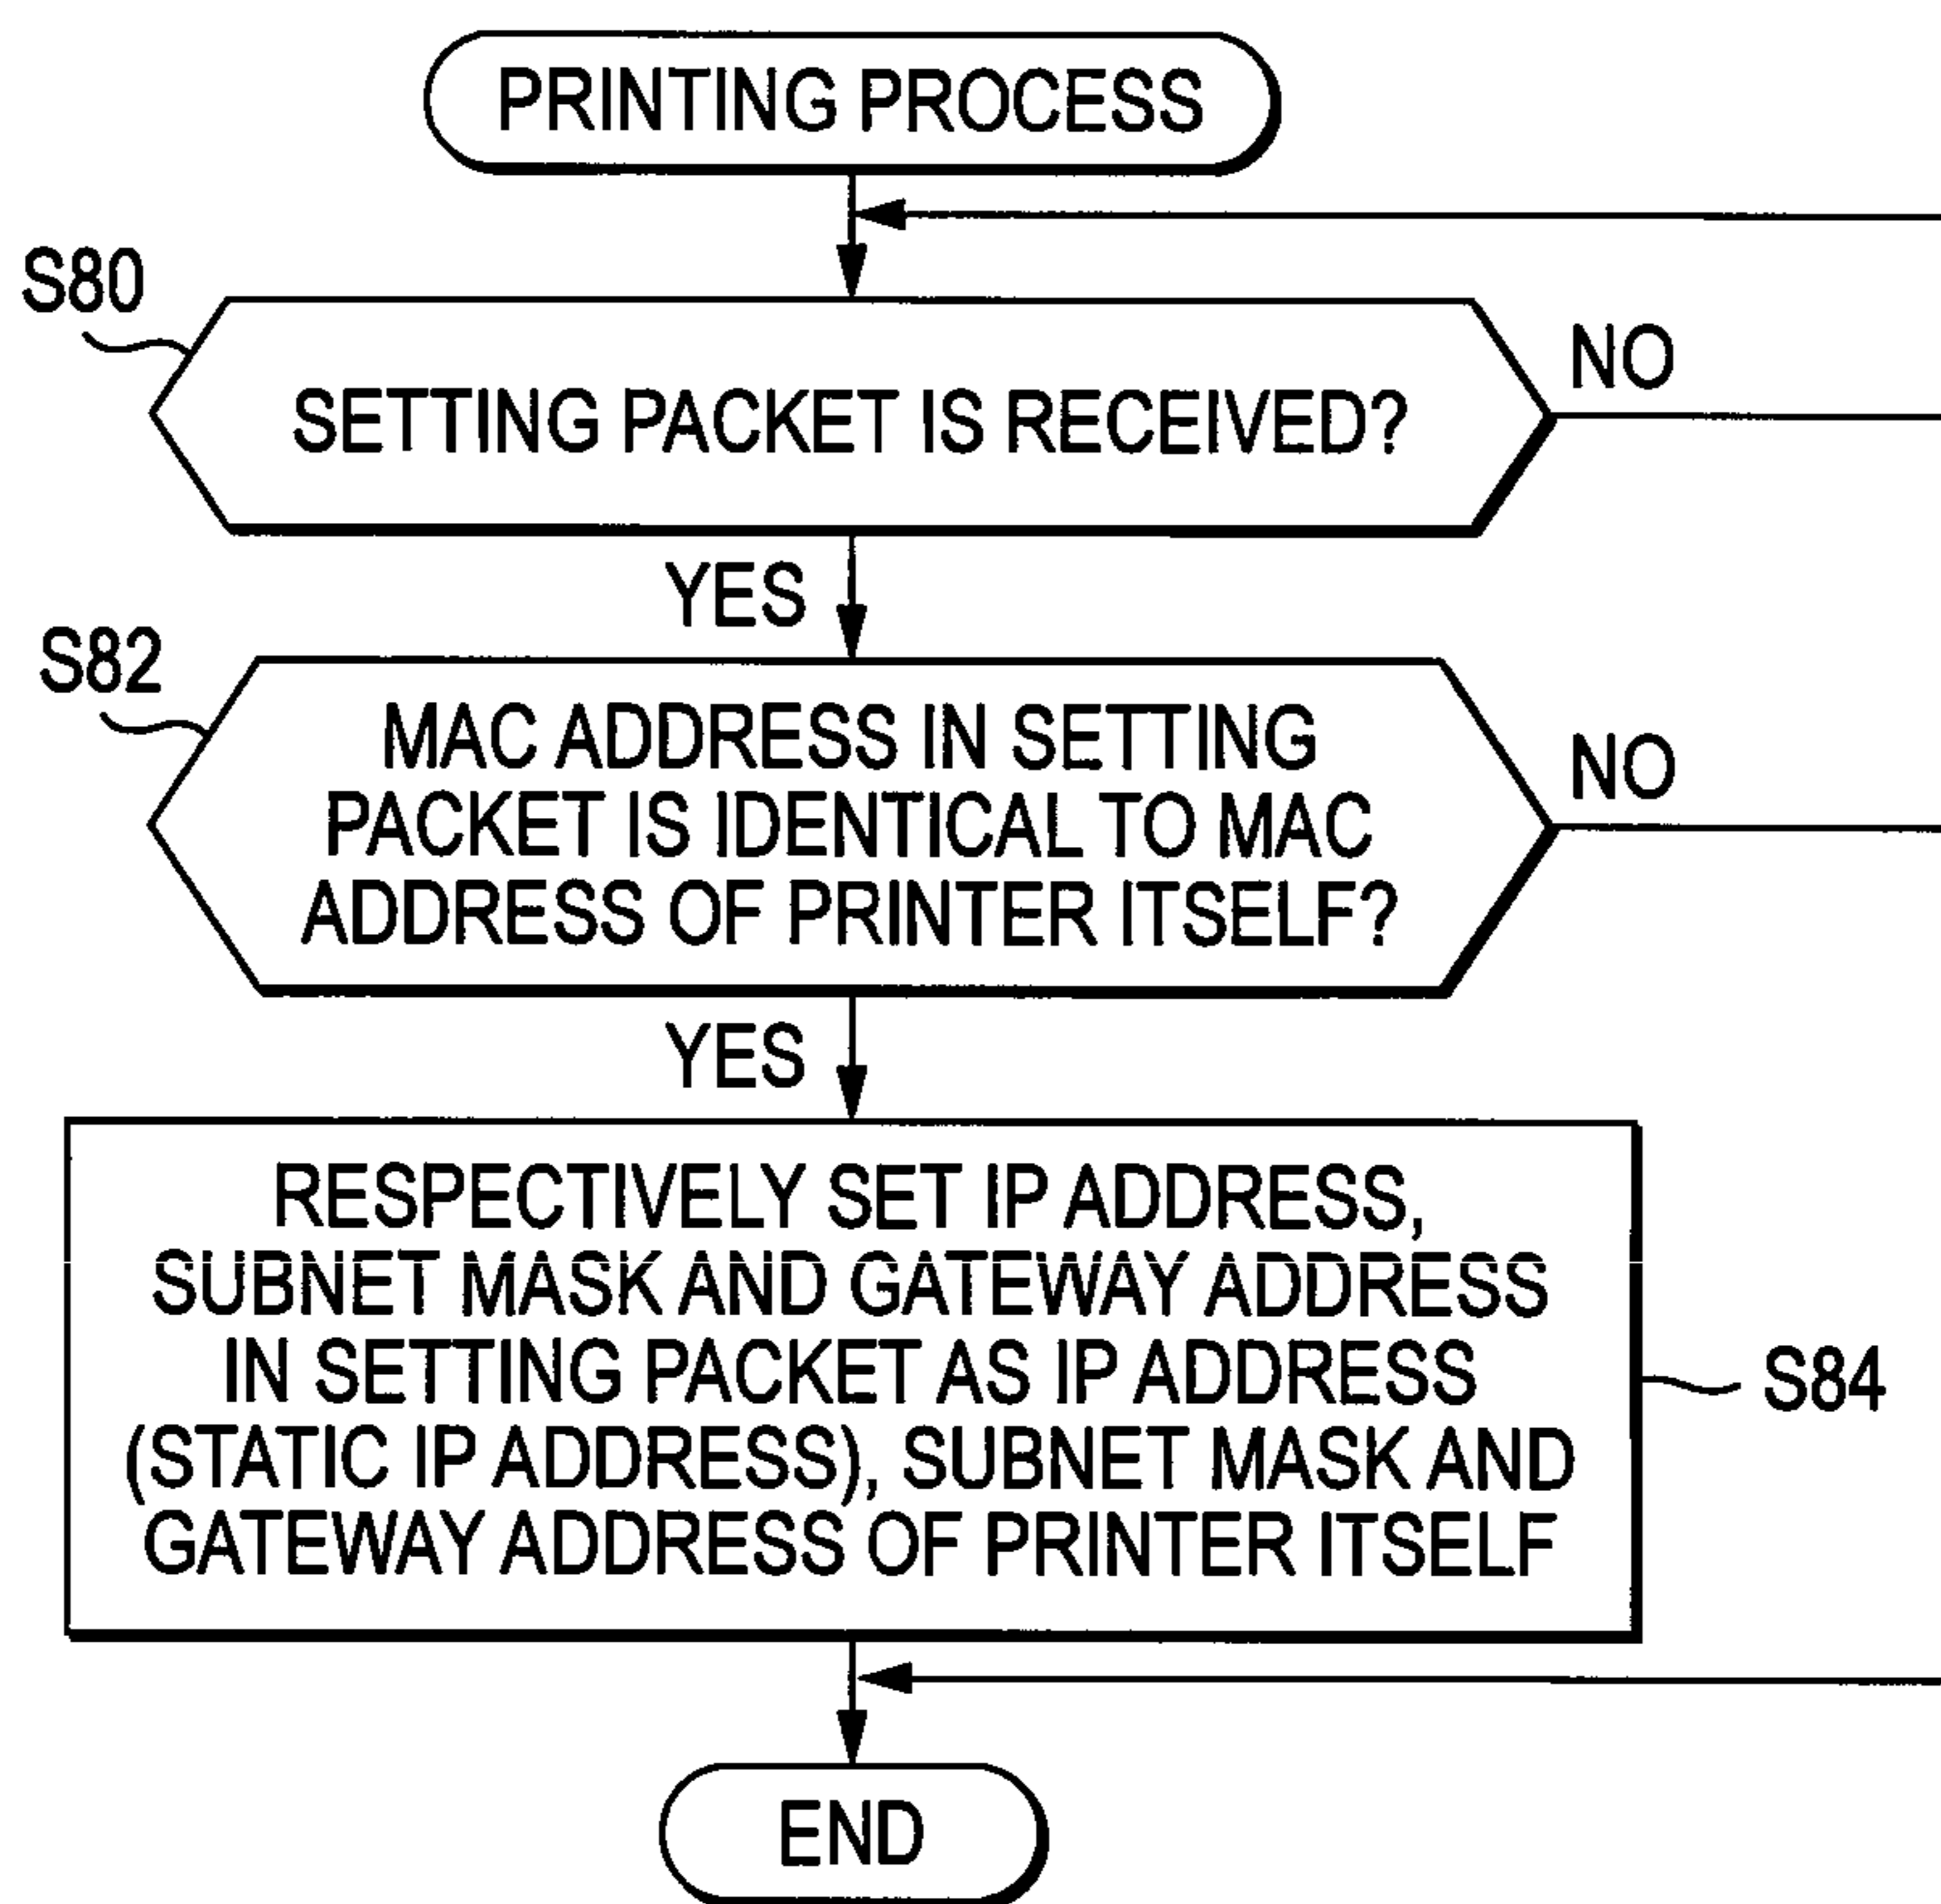 PRINTING PROCESS
S80
SETTING PACKET IS RECEIVED?
NO
YES
S82
MAC ADDRESS IN SETTING
PACKET IS IDENTICAL TO MAC
ADDRESS OF PRINTER ITSELF?
NO
YES
RESPECTIVELY SET IP ADDRESS,
SUBNET MASK AND GATEWAY ADDRESS
IN SETTING PACKET AS IP ADDRESS
(STATIC IP ADDRESS), SUBNET MASK AND
GATEWAY ADDRESS OF PRINTER ITSELF
S84
END